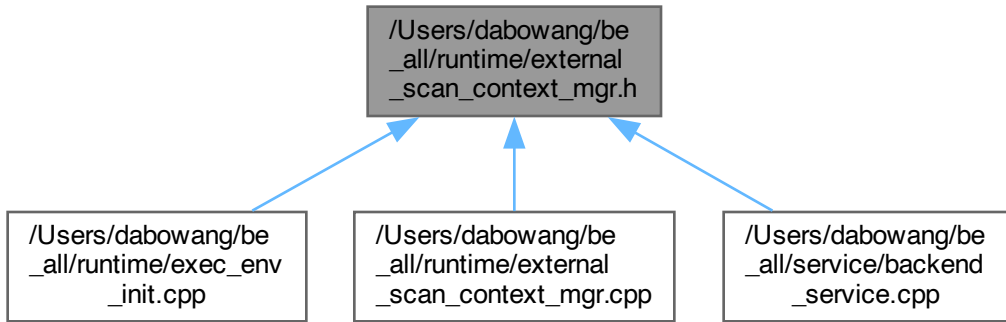 /Users/dabowang/be
_all/runtime/external
_scan_context_mgr.h
/Users/dabowang/be
_all/runtime/exec_env
_init.cpp
/Users/dabowang/be
_all/runtime/external
_scan_context_mgr.cpp
/Users/dabowang/be
_all/service/backend
_service.cpp